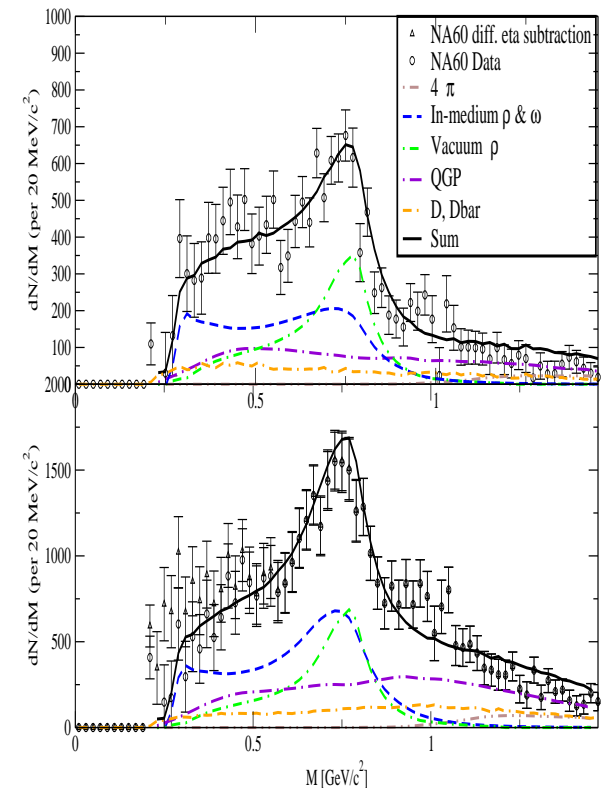 1000
900
800
700
600
500
400
300
200
100
2000
0.5
1
dN/dM (per 20 MeV/c²)
NA60 diff. eta subtraction
NA60 Data
4 π
In-medium ρ & ω
Vacuum ρ
QGP
D, Dbar
Sum
1500
1000
500
0
0
0.5
1
dN/dM (per 20 MeV/c²)
M [GeV/c²]